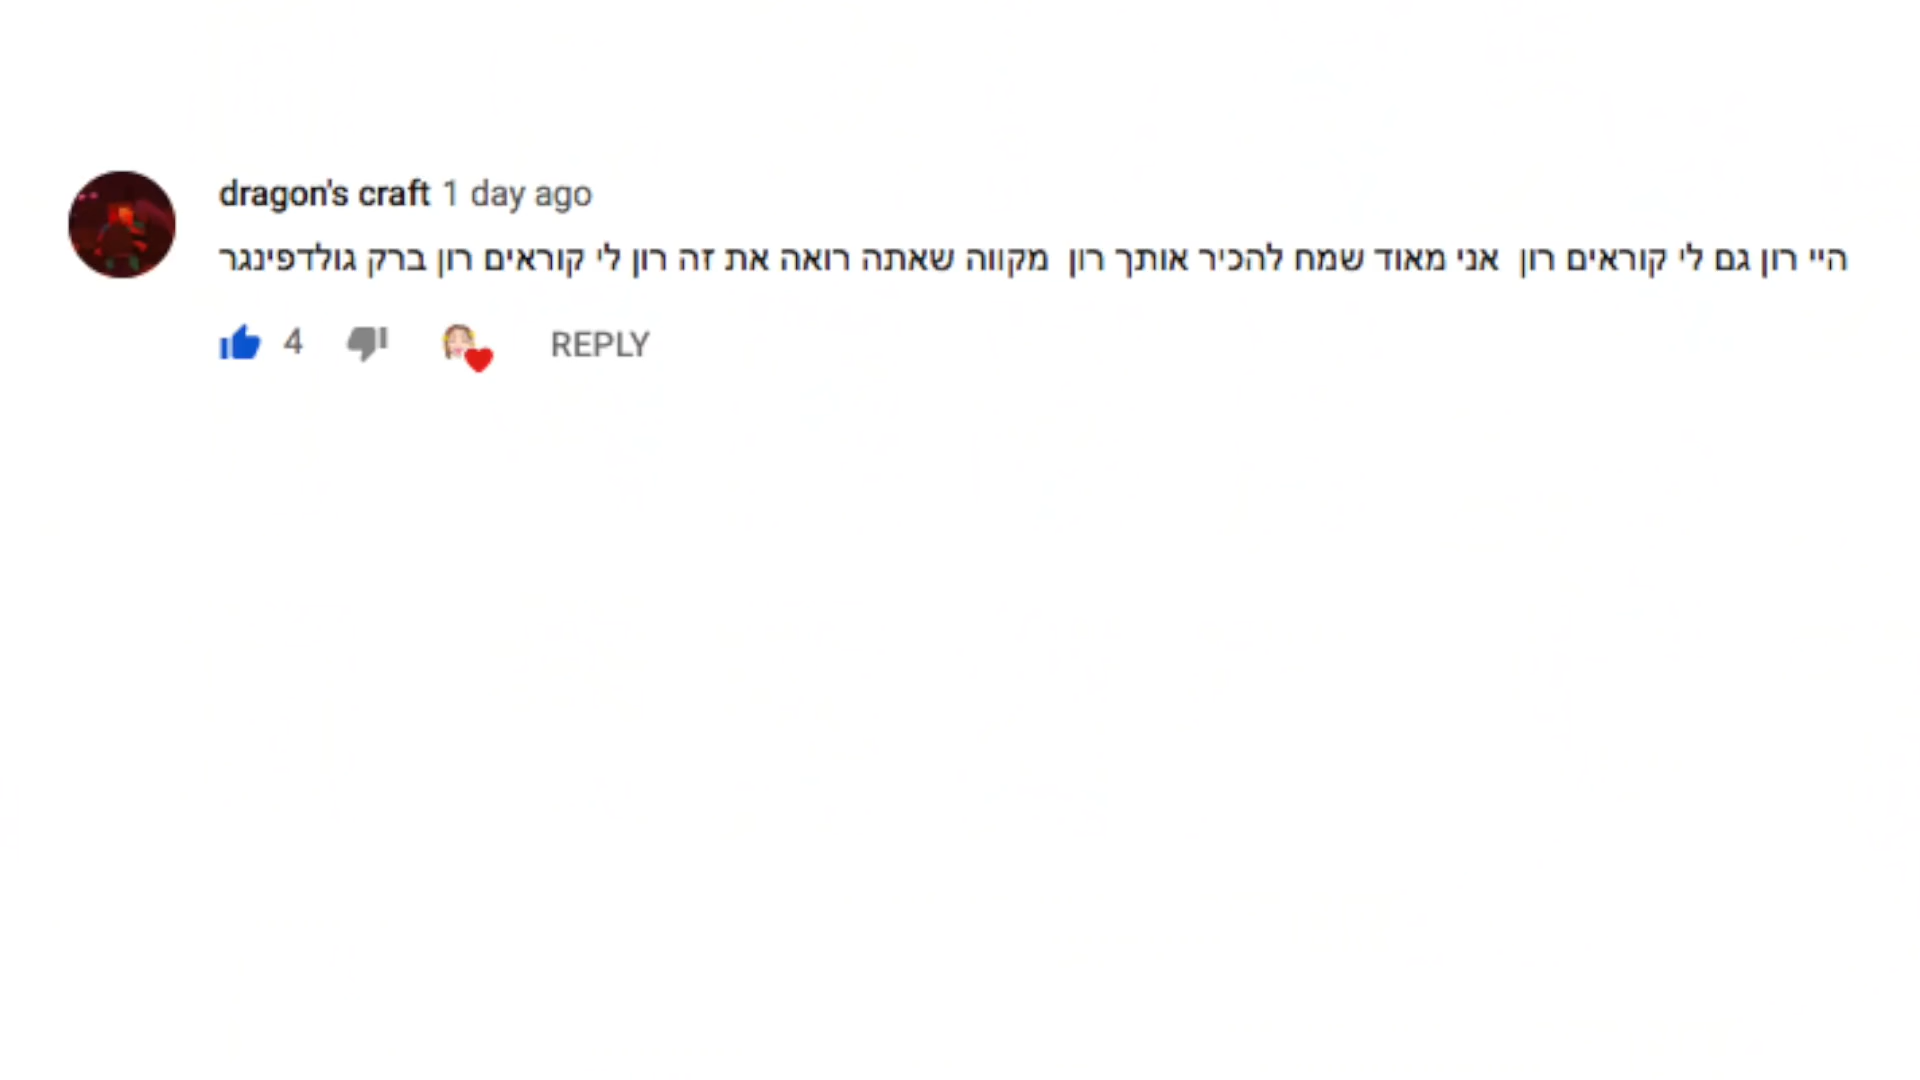 dragon's craft 1 day ago
היי רון גם לי קוראים רון אני מאוד שמח להכיר אותך רון מקווה שאתה רואה את זה רון לי קוראים רון ברק גולדפינגר
4 REPLY